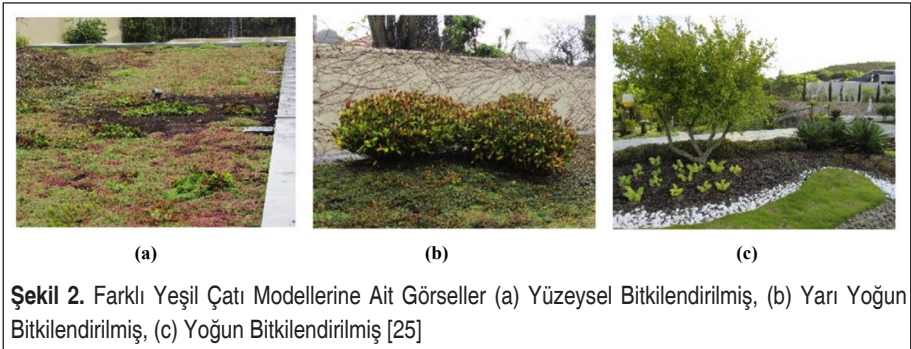 (a) (b) (c)
Şekil 2. Farklı Yeşil Çatı Modellerine Ait Görseller (a) Yüzeysel Bitkilendirilmiş, (b) Yarı Yoğun
Bitkilendirilmiş, (c) Yoğun Bitkilendirilmiş [25]